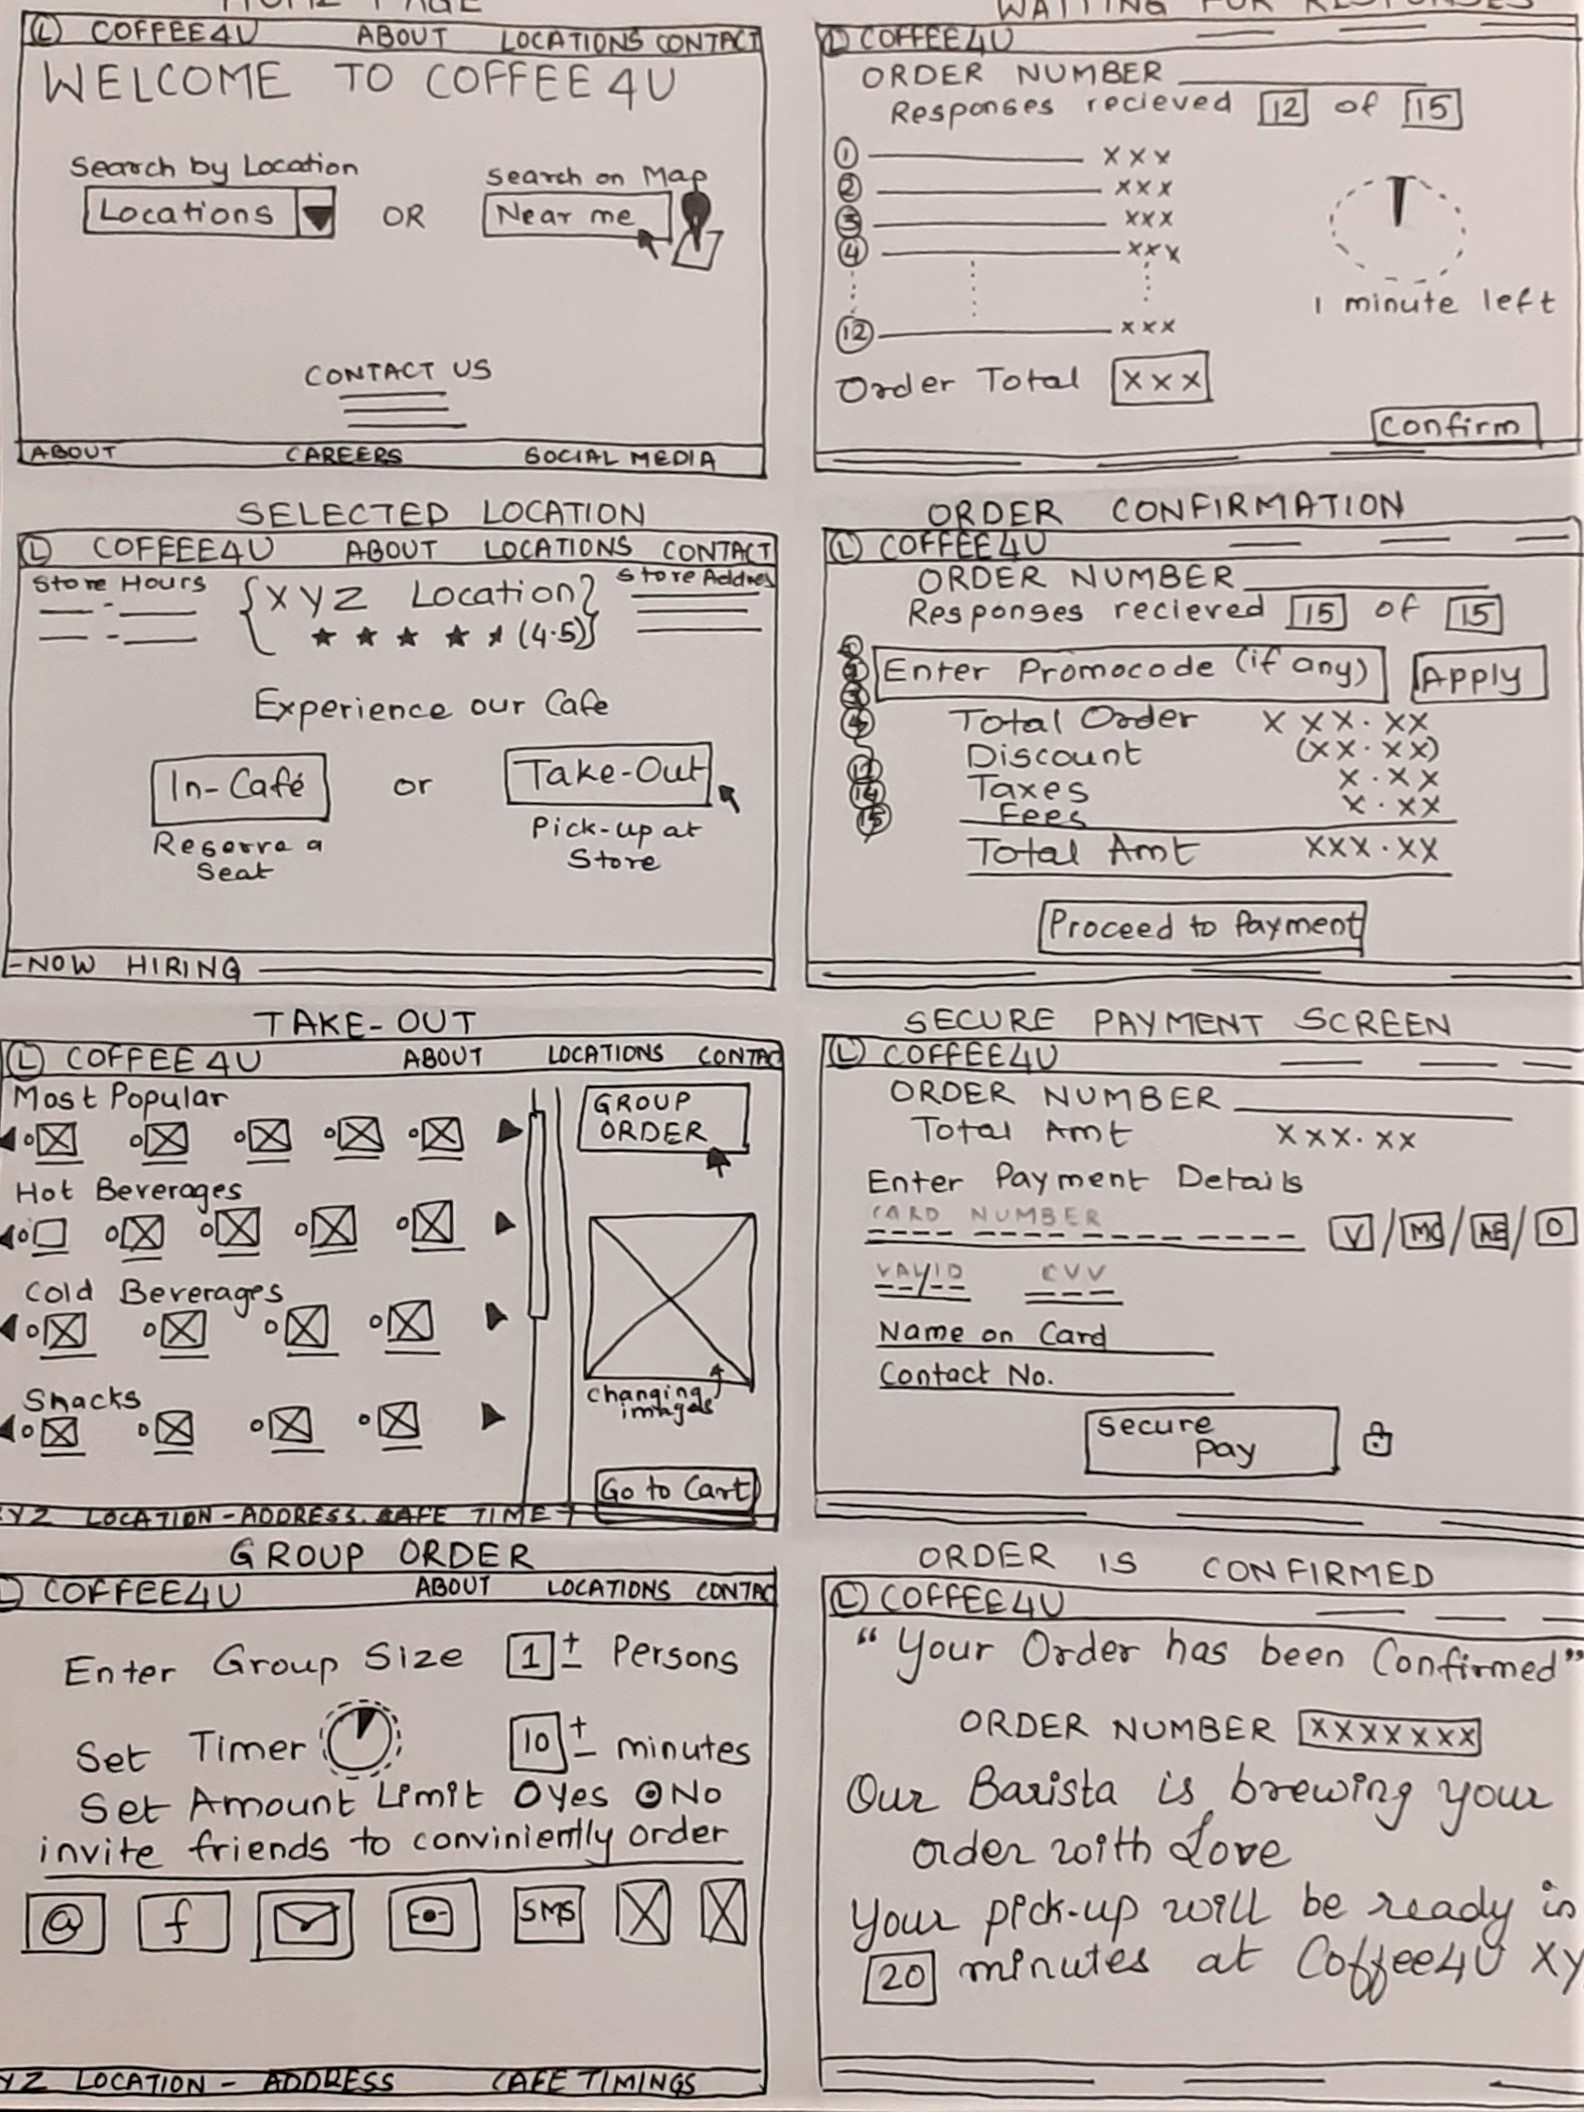 HOME PAGE
(L) COFFEE4U ABOUT LOCATIONS CONTACT
WELCOME TO COFFEE4U
Search by Location
Search on Map
Locations OR Near me
CONTACT US
ABOUT CAREERS SOCIAL MEDIA
SELECTED LOCATION
(L) COFFEE4U ABOUT LOCATIONS CONTACT
Store Hours {XYZ Location} Store Addres
(4.5)
Experience our Cafe
In-Café or Take-Out
Reserve a Seat
Pick-up at Store
-NOW HIRING
TAKE-OUT
(L) COFFEE4U ABOUT LOCATIONS CONTAC
Most Popular
GROUP
ORDER
Hot Beverages
Cold Beverages
changing
images
Snacks
Go to Cart
YZ LOCATION - ADDRESS. CAFE TIME
GROUP ORDER
COFFEE4U ABOUT LOCATIONS CONTAC
Enter Group Size 1 + - Persons
Set Timer 10 + - minutes
Set Amount Limit O Yes O No
invite friends to conviniently order
@ f SMS
YZ LOCATION - ADDRESS CAFE TIMINGS
WAITING FOR RESPONSES
(L) COFFEE4U
ORDER NUMBER
Responses recieved 12 of 15
1 XXX
2 XXX
3 XXX
4 XXX
12 XXX
1 minute left
Order Total XXX
Confirm
ORDER CONFIRMATION
(L) COFFEE4U
ORDER NUMBER
Responses recieved 15 of 15
Enter Promocode (if any) Apply
Total Order XXX.XX
Discount (XX.XX)
Taxes X.XX
Fees X.XX
Total Amt XXX.XX
Proceed to Payment
SECURE PAYMENT SCREEN
(L) COFFEE4U
ORDER NUMBER
Total Amt XXX.XX
Enter Payment Details
CARD NUMBER V / MC / AE / D
VALID CVV
Name on Card
Contact No.
Secure
Pay
ORDER IS CONFIRMED
(L) COFFEE4U
"Your Order has been Confirmed"
ORDER NUMBER XXXXXXX
Our Barista is brewing your
order with Love
Your pick-up will be ready in
20 minutes at Coffee4U XY